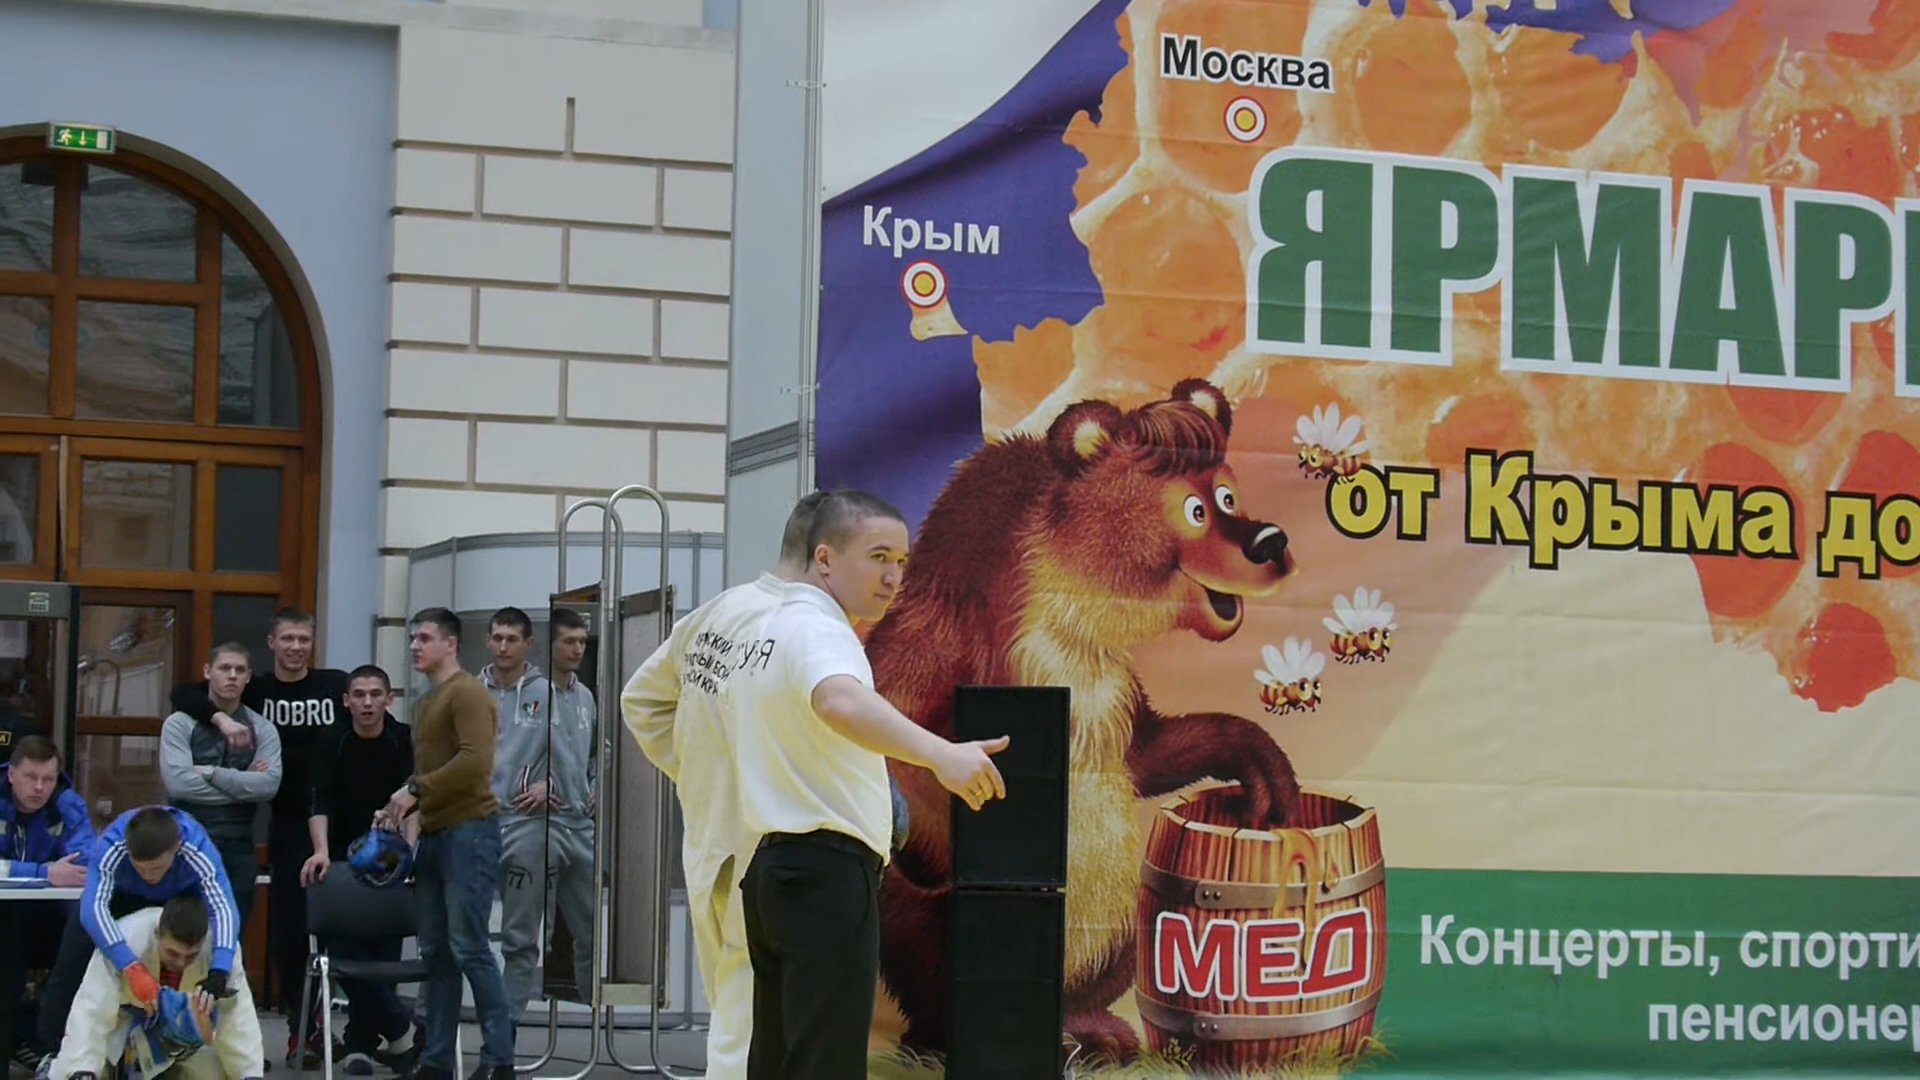 Москва
Крым
ЯРМАР
от Крыма до
МЕД
Концерты, спорти
пенсионер
DOBRO